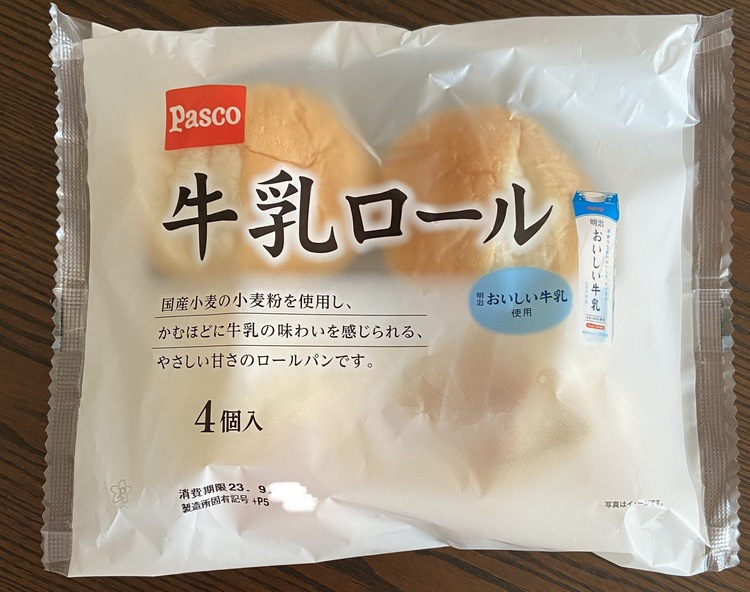 Pasco
牛乳ロール
国産小麦の小麦粉を使用し、
かむほどに牛乳の味わいを感じられる、
やさしい甘さのロールパンです。
明治おいしい牛乳
使用
明治
おいしい牛乳
4個入
消費期限 23. 9.
製造所固有記号 +P5
写真はイメージです。